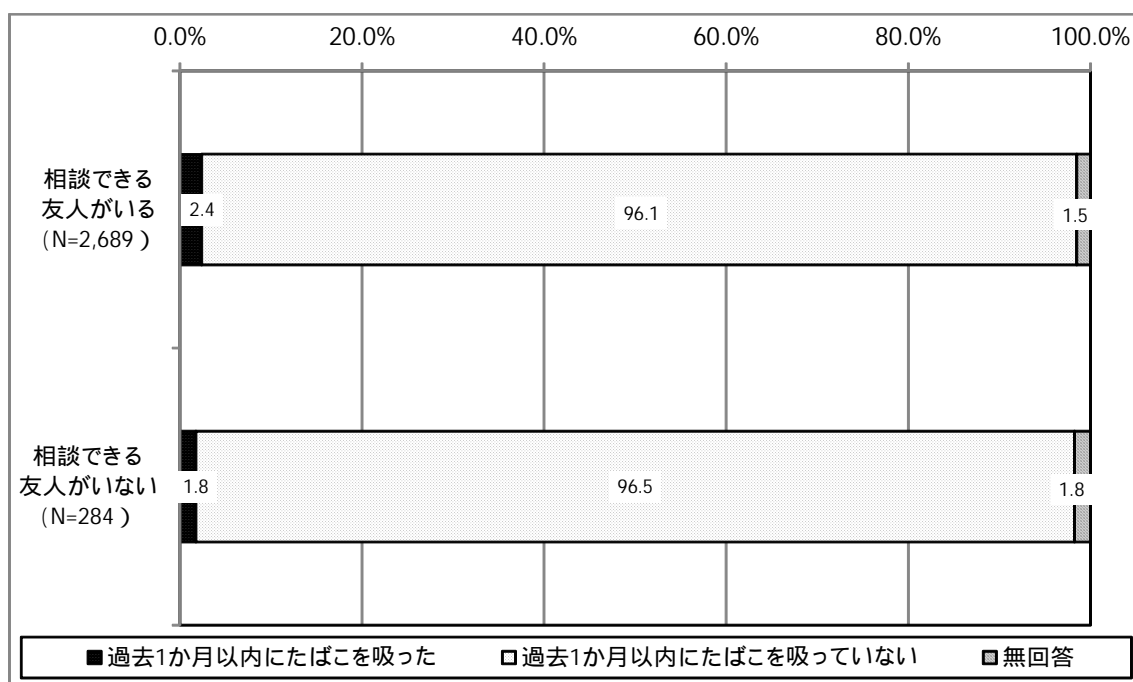 0.0% 20.0% 40.0% 60.0% 80.0% 100.0%
相談できる
友人がいる
(N=2,689 )
2.4 96.1 1.5
相談できる
友人がいない
(N=284 )
1.8 96.5 1.8
過去1か月以内にたばこを吸った 過去1か月以内にたばこを吸っていない 無回答